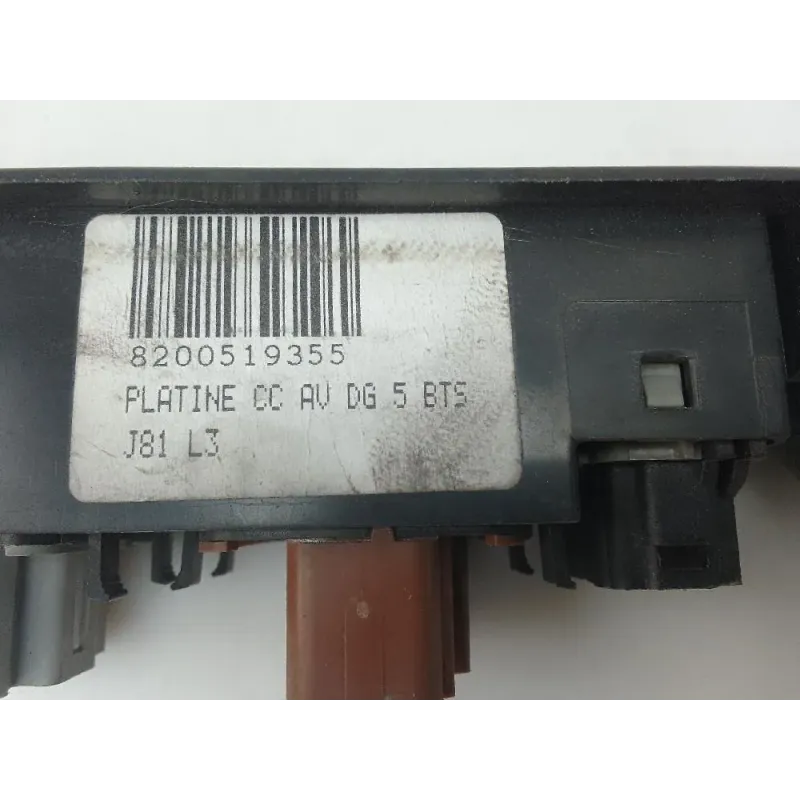 8200519355
PLATINE CC AV DG 5 BTS
J81 L3